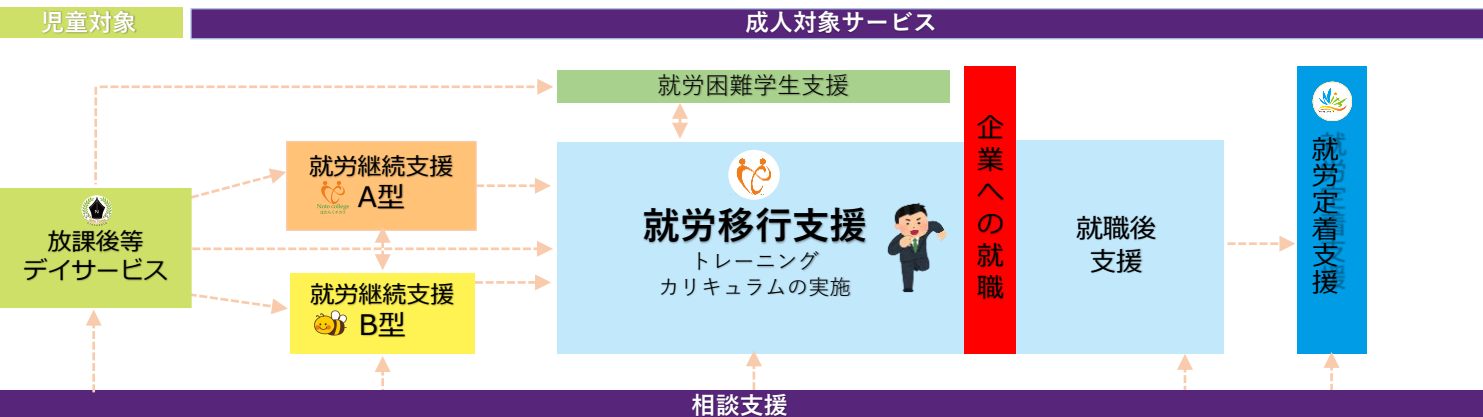 児童対象
成人対象サービス
就労困難学生支援
就労継続支援
A型
Noto college
放課後等
デイサービス
就労継続支援
B型
就労移行支援
トレーニング
カリキュラムの実施
企業への就職
就職後
支援
就労定着支援
相談支援